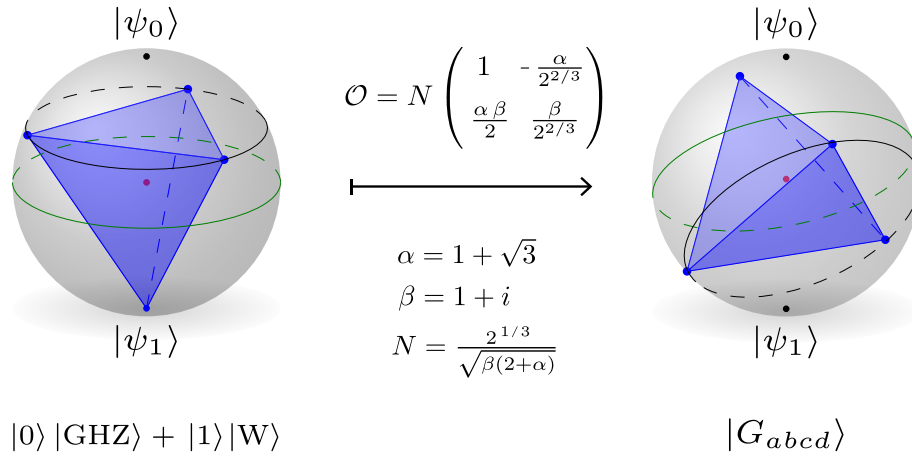 |ψ₀⟩
|ψ₀⟩
𝒪 = N ( 1 -α/2^{2/3} ; α β/2 β/2^{2/3} )
α = 1 + √3
β = 1 + i
N = 2^{1/3}/√(β(2+α))
|ψ₁⟩
|ψ₁⟩
|0⟩ |GHZ⟩ + |1⟩ |W⟩
|G_{abcd}⟩